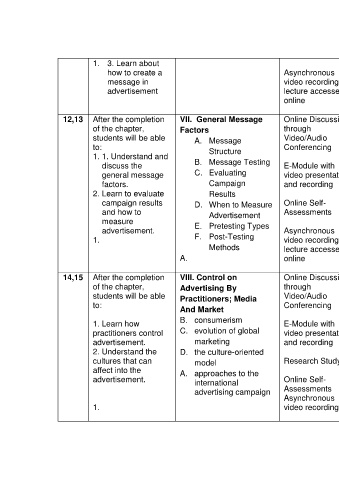 1. 3. Learn about
how to create a
message in
advertisement
Asynchronous
video recording
lecture accesse
online
12,13
After the completion
of the chapter,
students will be able
to:
1. 1. Understand and
discuss the
general message
factors.
2. Learn to evaluate
campaign results
and how to
measure
advertisement.
1.
VII. General Message
Factors
A. Message
Structure
B. Message Testing
C. Evaluating
Campaign
Results
D. When to Measure
Advertisement
E. Pretesting Types
F. Post-Testing
Methods
A.
Online Discussi
through
Video/Audio
Conferencing
E-Module with
video presentat
and recording
Online Self-
Assessments
Asynchronous
video recording
lecture accesse
online
14,15
After the completion
of the chapter,
students will be able
to:
1. Learn how
practitioners control
advertisement.
2. Understand the
cultures that can
affect into the
advertisement.
1.
VIII. Control on
Advertising By
Practitioners; Media
And Market
B. consumerism
C. evolution of global
marketing
D. the culture-oriented
model
A. approaches to the
international
advertising campaign
Online Discussi
through
Video/Audio
Conferencing
E-Module with
video presentat
and recording
Research Study
Online Self-
Assessments
Asynchronous
video recording